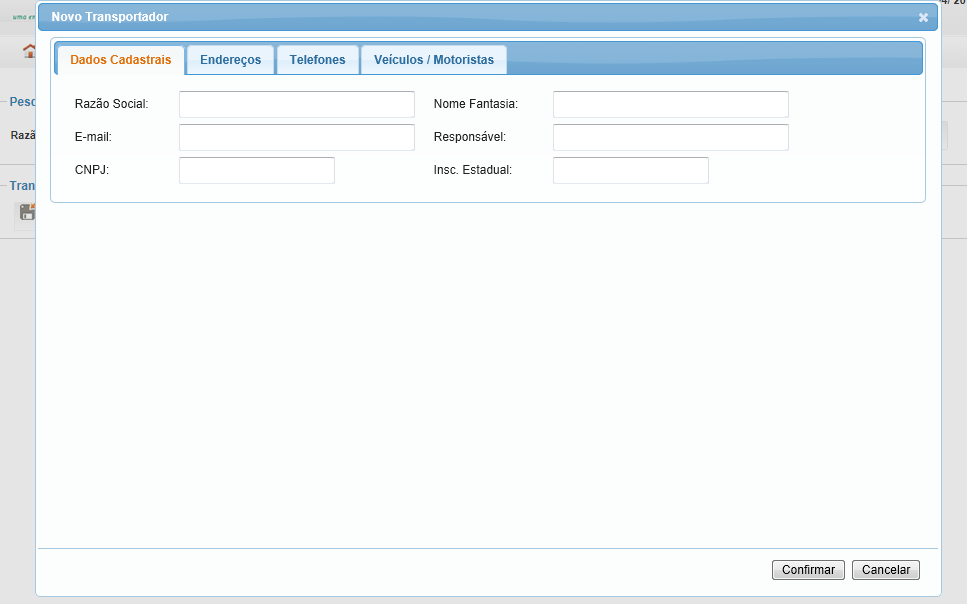 Novo Transportador
Dados Cadastrais Endereços Telefones Veículos / Motoristas
Razão Social: Nome Fantasia:
E-mail: Responsável:
CNPJ: Insc. Estadual:
Confirmar Cancelar